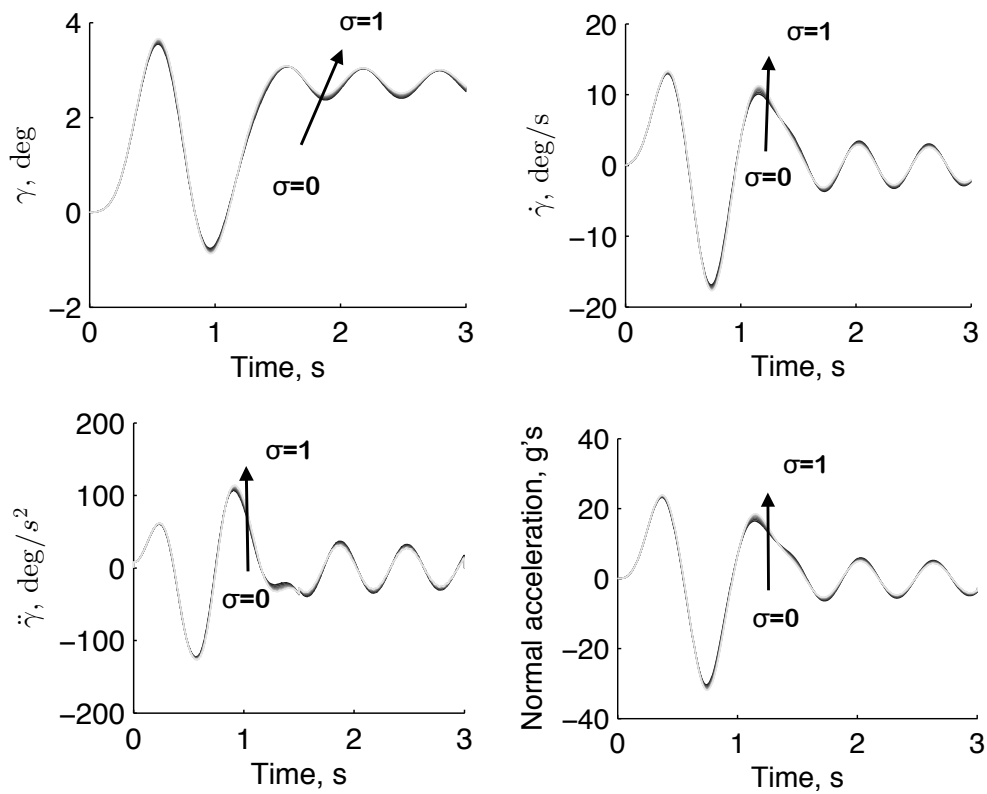 4
2
0
−2
γ, deg
σ=1
σ=0
0 1 2 3
Time, s
20
10
0
−10
−20
γ̇, deg/s
σ=1
σ=0
0 1 2 3
Time, s
200
100
0
−100
−200
γ̈, deg/s²
σ=1
σ=0
0 1 2 3
Time, s
40
20
0
−20
−40
Normal acceleration, g's
σ=1
σ=0
0 1 2 3
Time, s